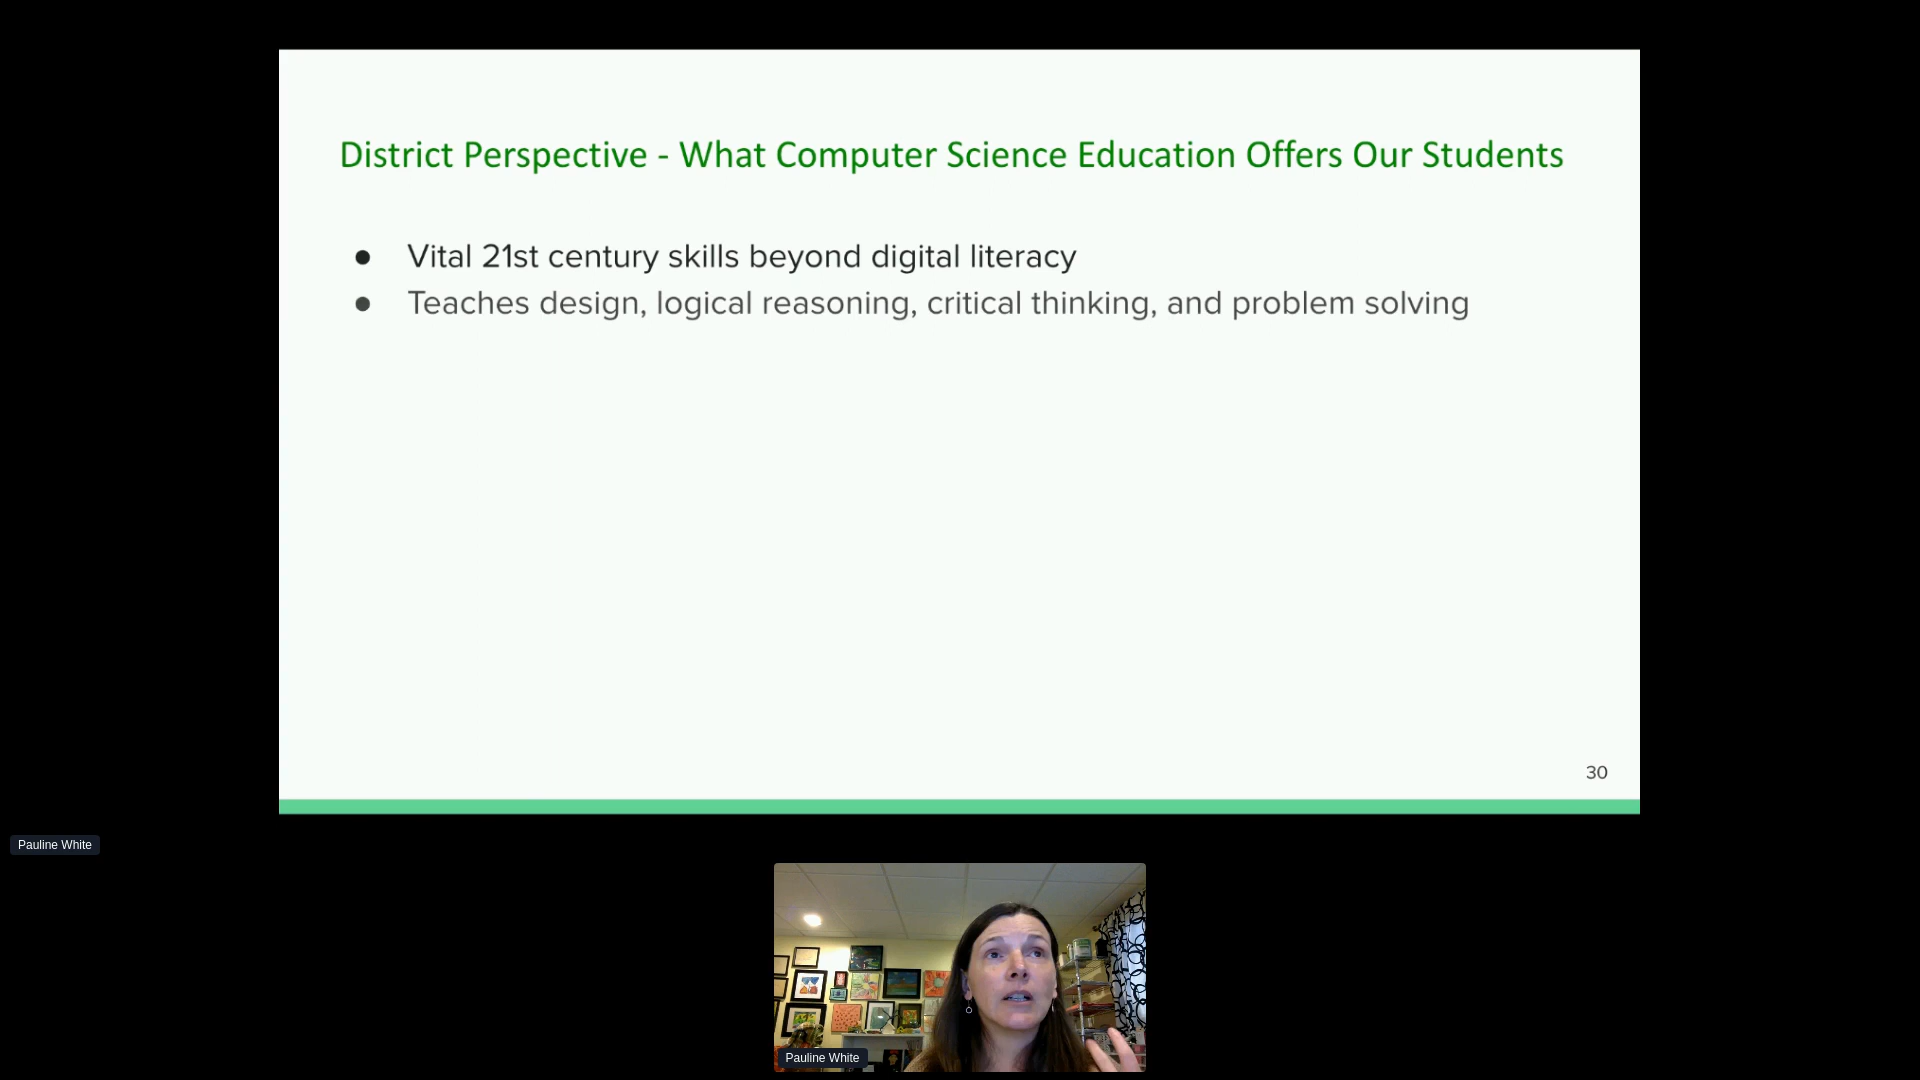 District Perspective - What Computer Science Education Offers Our Students
● Vital 21st century skills beyond digital literacy
● Teaches design, logical reasoning, critical thinking, and problem solving
30
Pauline White
Pauline White